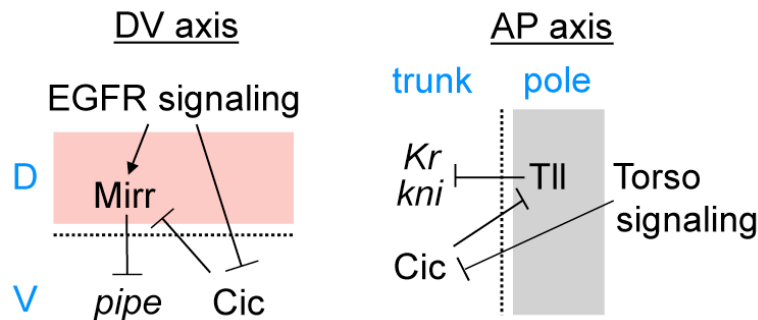 DV axis
EGFR signaling
D
Mirr
V
pipe
Cic
AP axis
trunk
pole
Kr
kni
Tll
Torso
signaling
Cic